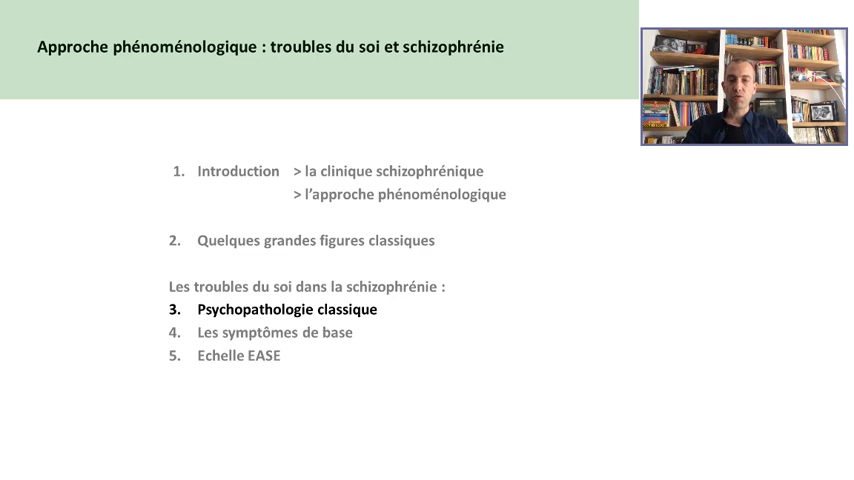 Approche phénoménologique : troubles du soi et schizophrénie
1. Introduction > la clinique schizophrénique
> l'approche phénoménologique
2. Quelques grandes figures classiques
Les troubles du soi dans la schizophrénie :
3. Psychopathologie classique
4. Les symptômes de base
5. Echelle EASE